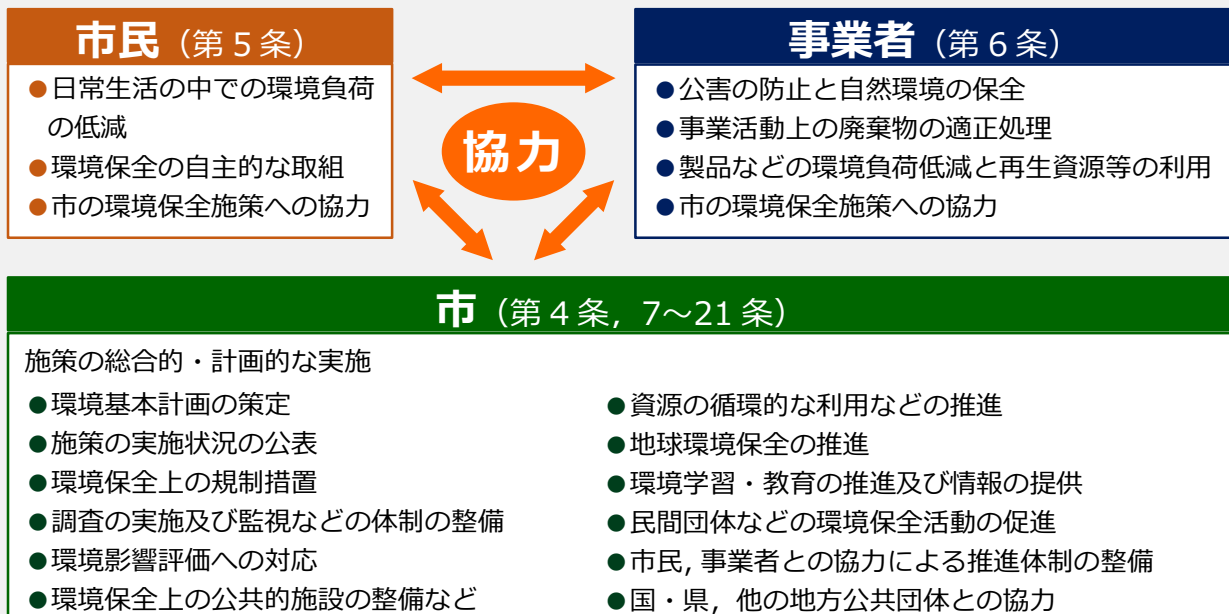 市民（第５条）
●日常生活の中での環境負荷
の低減
●環境保全の自主的な取組
●市の環境保全施策への協力
協力
事業者（第６条）
●公害の防止と自然環境の保全
●事業活動上の廃棄物の適正処理
●製品などの環境負荷低減と再生資源等の利用
●市の環境保全施策への協力
市（第４条，7～21 条）
施策の総合的・計画的な実施
●環境基本計画の策定
●施策の実施状況の公表
●環境保全上の規制措置
●調査の実施及び監視などの体制の整備
●環境影響評価への対応
●環境保全上の公共的施設の整備など
●資源の循環的な利用などの推進
●地球環境保全の推進
●環境学習・教育の推進及び情報の提供
●民間団体などの環境保全活動の促進
●市民，事業者との協力による推進体制の整備
●国・県，他の地方公共団体との協力